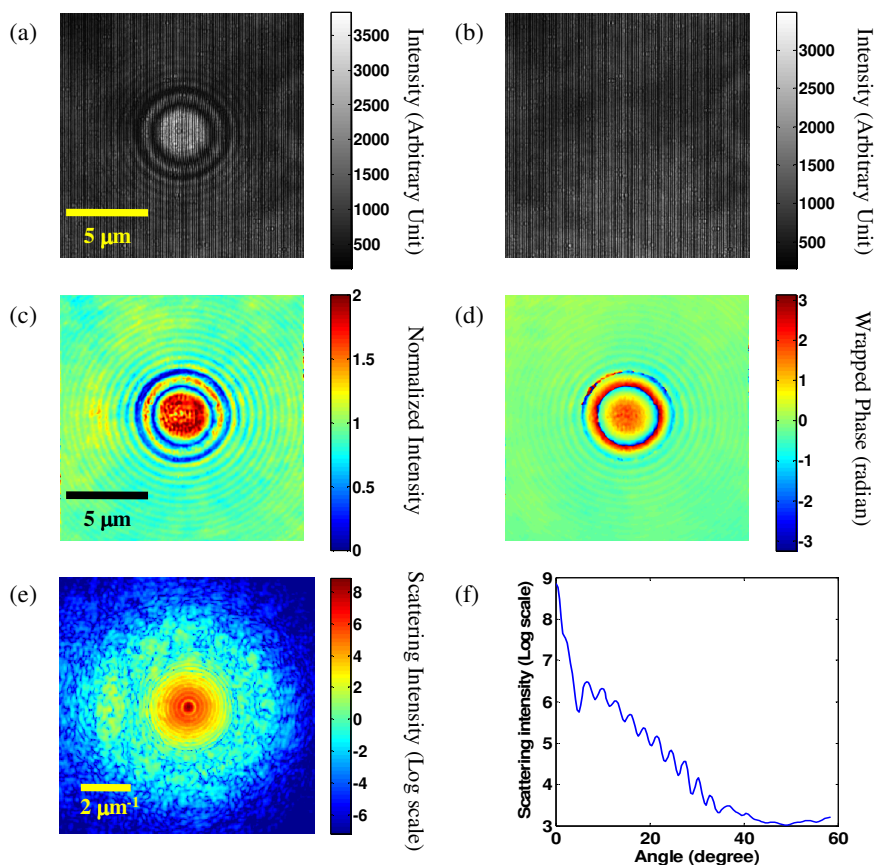 (a)
3500
3000
2500
2000
1500
1000
500
Intensity (Arbitrary Unit)
5 μm
(b)
3000
2500
2000
1500
1000
500
Intensity (Arbitrary Unit)
(c)
2
1.5
1
0.5
0
Normalized Intensity
5 μm
(d)
3
2
1
0
-1
-2
-3
Wrapped Phase (radian)
(e)
8
6
4
2
0
-2
-4
-6
Scattering Intensity (Log scale)
2 μm-1
(f)
9
8
7
6
5
4
3
Scattering intensity (Log scale)
0
20
40
60
Angle (degree)